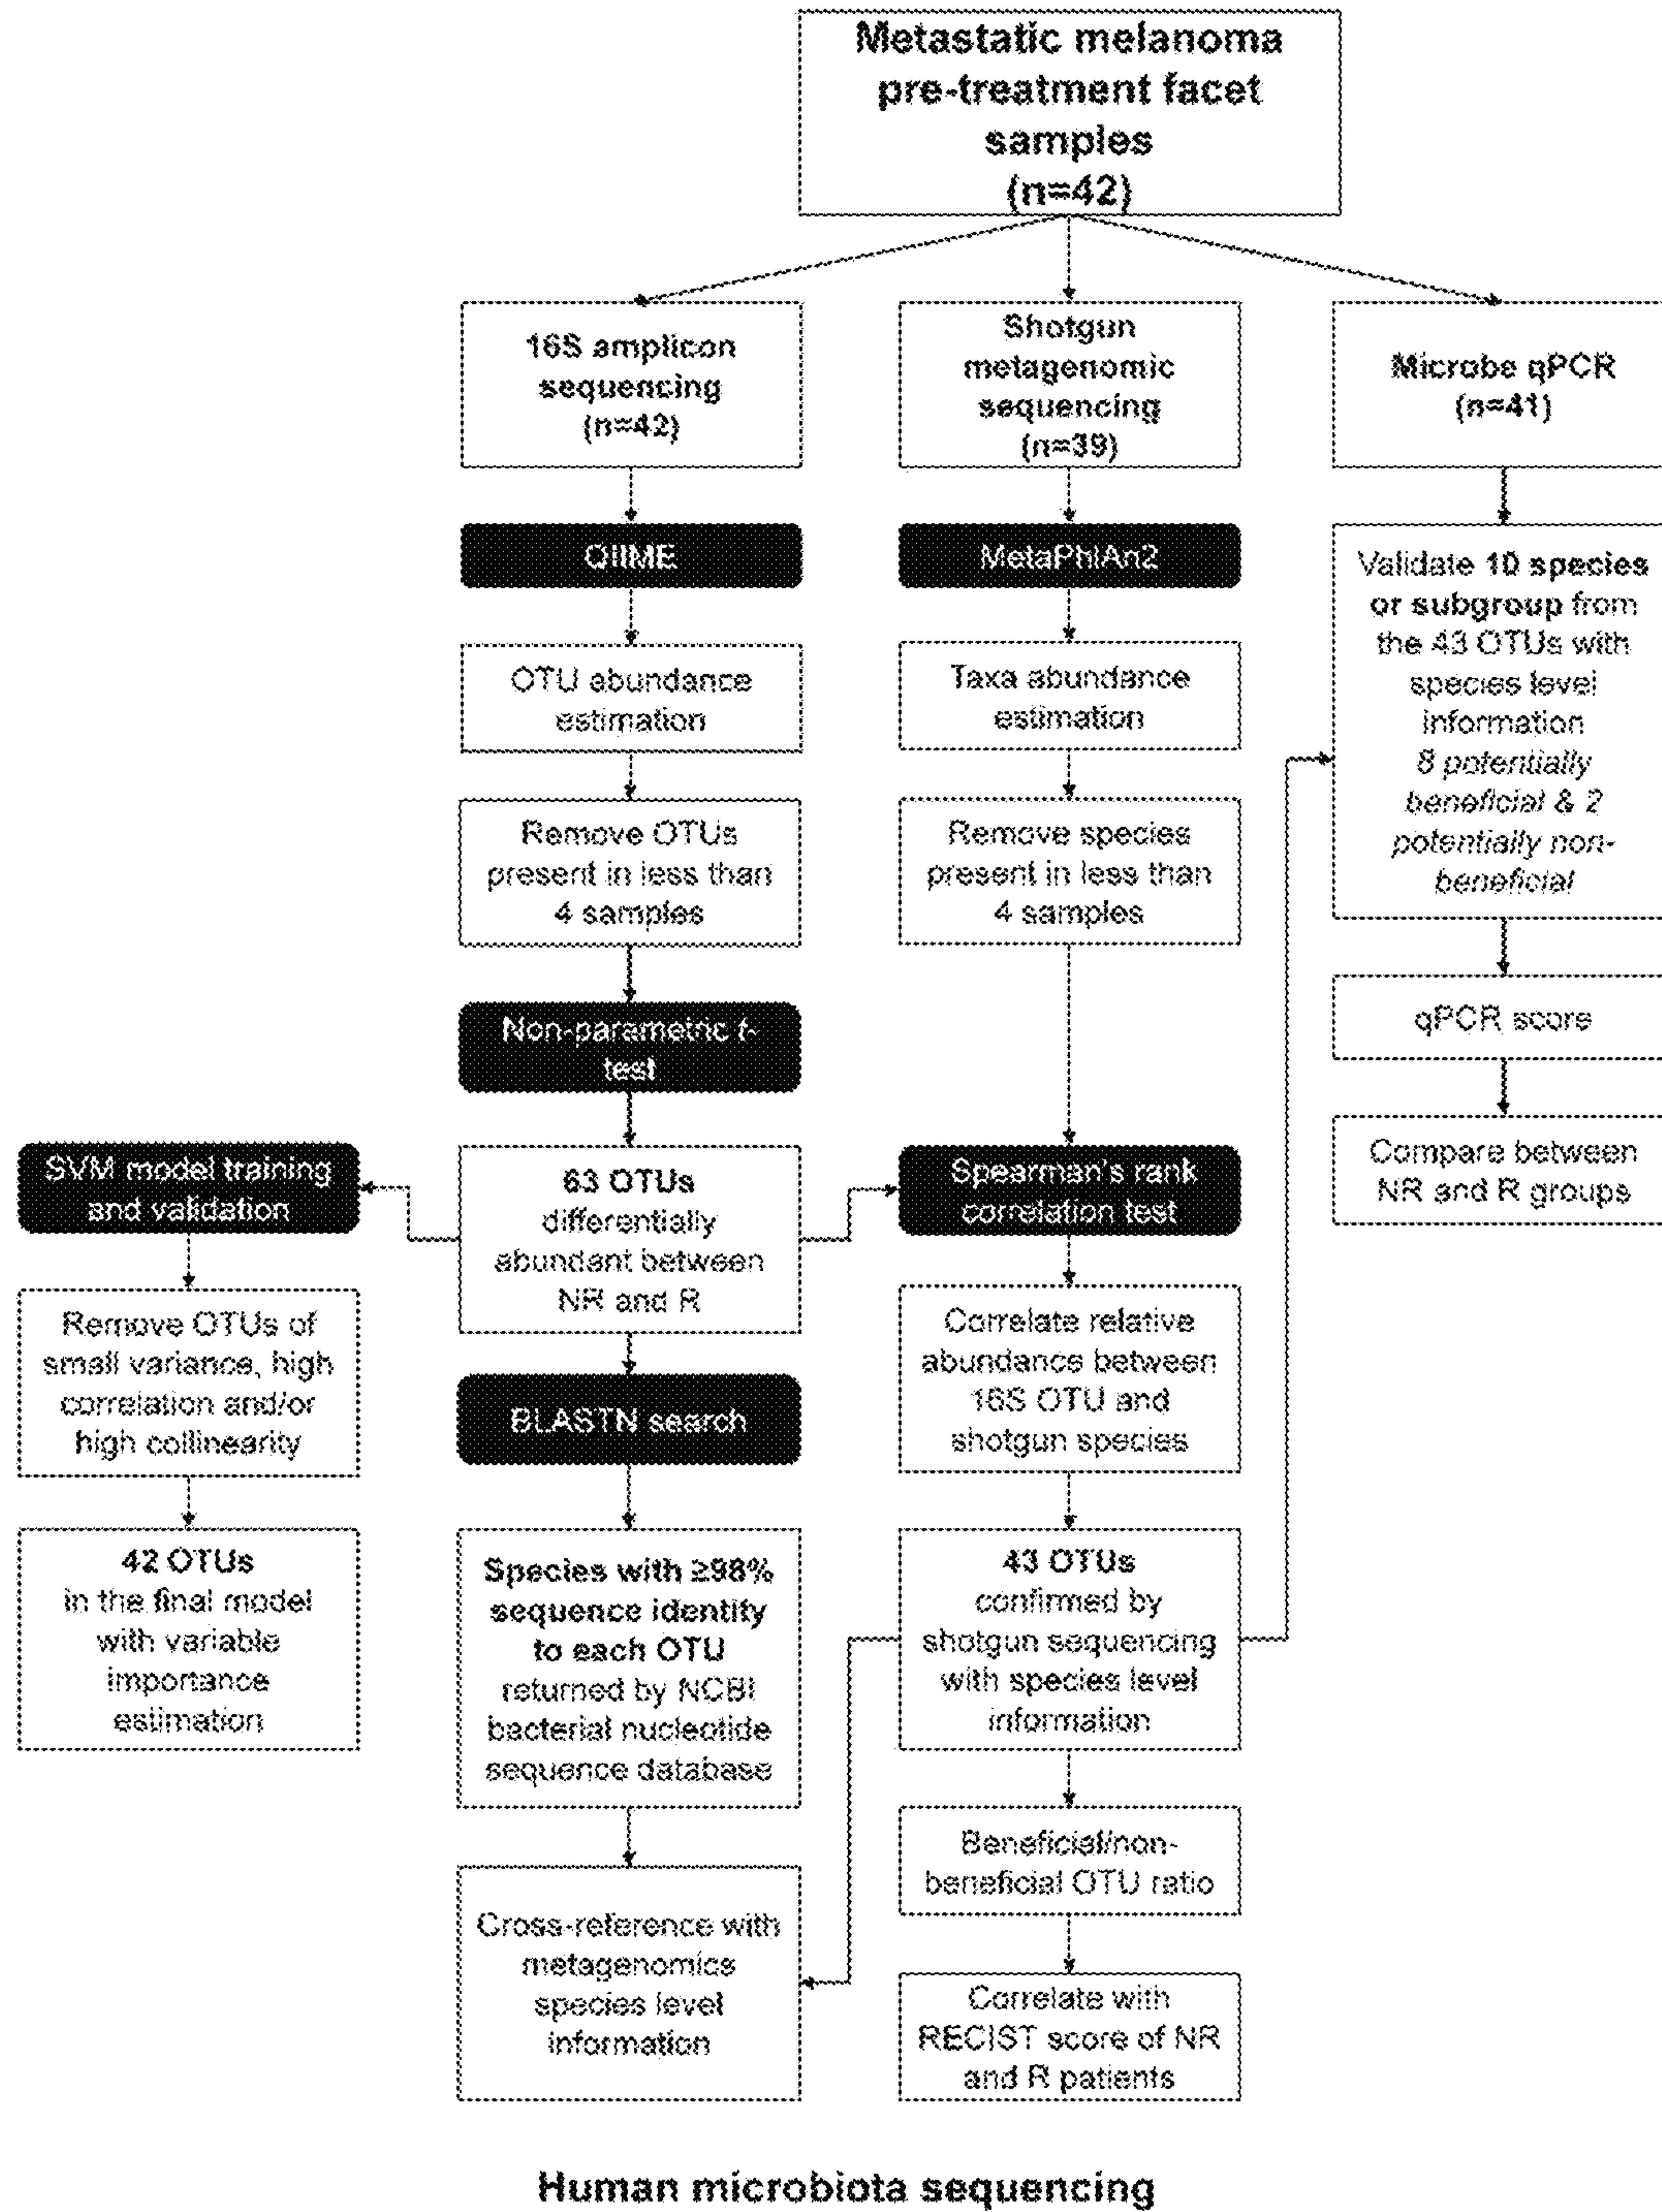 Metastatic melanoma
pre-treatment facet
samples
(n=42)
16S amplicon
sequencing
(n=42)
Shotgun
metagenomic
sequencing
(n=39)
Microbe qPCR
(n=41)
QIIME
MetaPhlAn2
Validate 10 species
or subgroup from
the 43 OTUs with
species level
information
8 potentially
beneficial & 2
potentially non-
beneficial
OTU abundance
estimation
Taxa abundance
estimation
Remove OTUs
present in less than
4 samples
Remove species
present in less than
4 samples
qPCR score
Non-parametric t-
test
Compare between
NR and R groups
SVM model training
and validation
63 OTUs
differentially
abundant between
NR and R
Spearman's rank
correlation test
Remove OTUs of
small variance, high
correlation and/or
high collinearity
BLASTN search
Correlate relative
abundance between
16S OTU and
shotgun species
42 OTUs
in the final model
with variable
importance
estimation
Species with ≥98%
sequence identity
to each OTU
returned by NCBI
bacterial nucleotide
sequence database
43 OTUs
confirmed by
shotgun sequencing
with species level
information
Beneficial/non-
beneficial OTU ratio
Cross-reference with
metagenomics
species level
information
Correlate with
RECIST score of NR
and R patients
Human microbiota sequencing